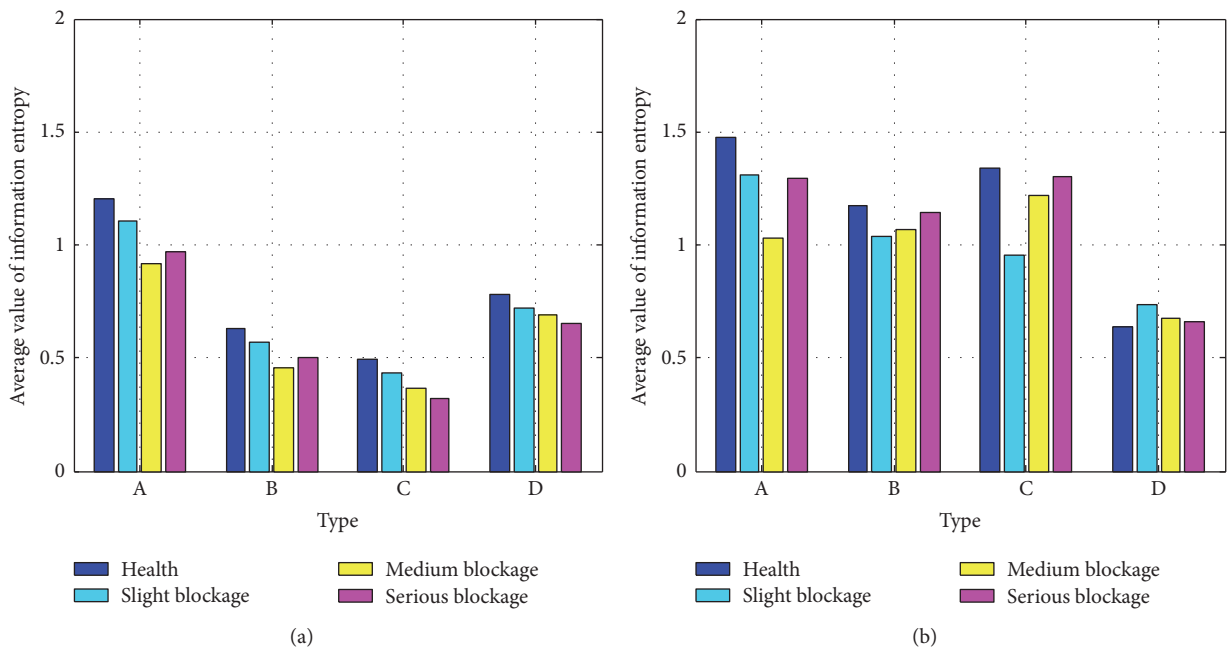 Average value of information entropy
2
1.5
1
0.5
0
A B C D
Type
Health
Slight blockage
Medium blockage
Serious blockage
(a)
Average value of information entropy
2
1.5
1
0.5
0
A B C D
Type
Health
Slight blockage
Medium blockage
Serious blockage
(b)